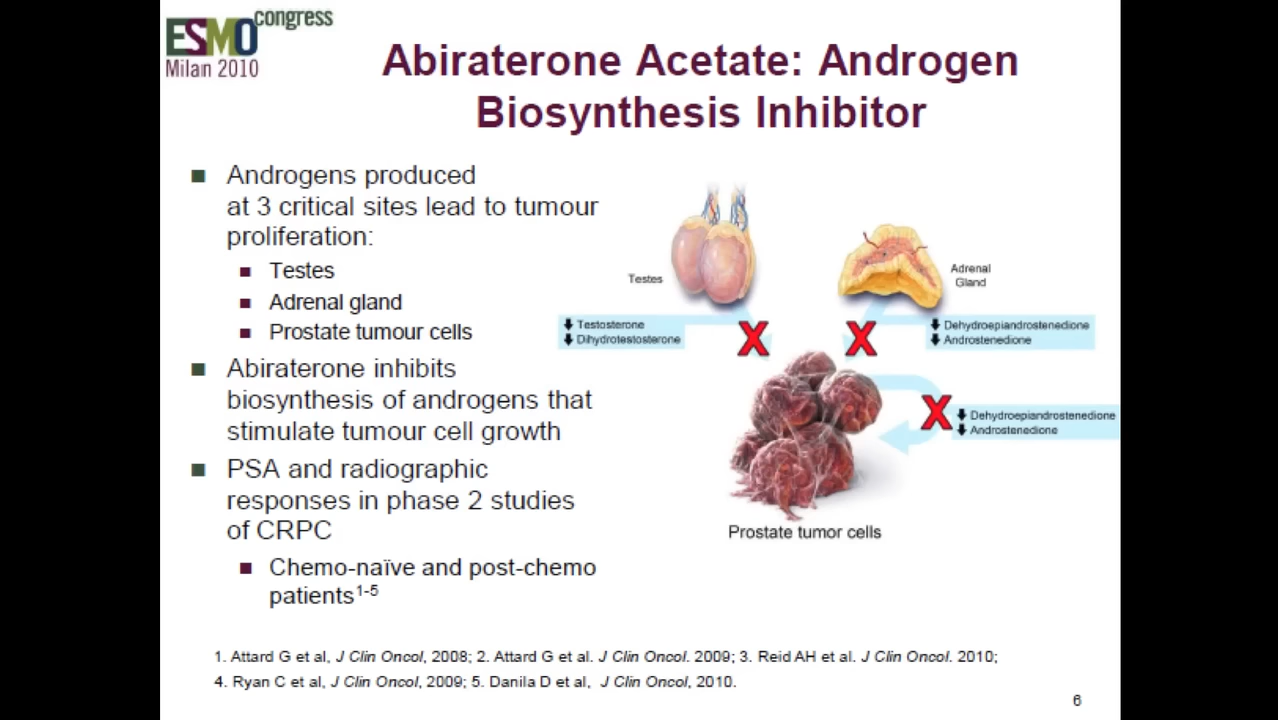 congress
ESMO
Milan 2010
Abiraterone Acetate: Androgen
Biosynthesis Inhibitor
■ Androgens produced
at 3 critical sites lead to tumour
proliferation:
■ Testes
■ Adrenal gland
■ Prostate tumour cells
■ Abiraterone inhibits
biosynthesis of androgens that
stimulate tumour cell growth
■ PSA and radiographic
responses in phase 2 studies
of CRPC
■ Chemo-naïve and post-chemo
patients1-5
Testes
Adrenal
Gland
🡇 Testosterone
🡇 Dihydrotestosterone
X
X
🡇 Dehydroepiandrostenedione
🡇 Androstenedione
X
🡇 Dehydroepiandrostenedione
🡇 Androstenedione
Prostate tumor cells
1. Attard G et al, J Clin Oncol, 2008; 2. Attard G et al. J Clin Oncol. 2009; 3. Reid AH et al. J Clin Oncol. 2010;
4. Ryan C et al, J Clin Oncol, 2009; 5. Danila D et al, J Clin Oncol, 2010.
6